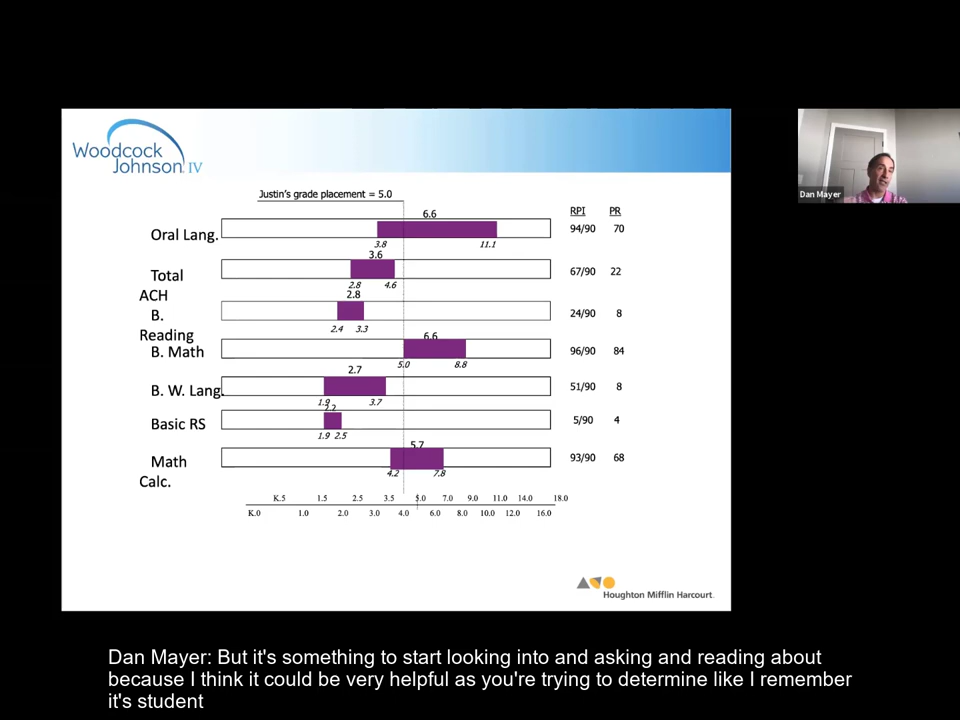 Woodcock
Johnson IV
Justin's grade placement = 5.0
RPI PR
6.6
Oral Lang. 94/90 70
3.8 11.1
3.6
Total 67/90 22
2.8 4.6
ACH
2.8
B. 24/90 8
2.4 3.3
Reading
6.6
B. Math 96/90 84
5.0 8.8
2.7
B. W. Lang. 51/90 8
1.9 3.7
2.2
Basic RS 5/90 4
1.9 2.5
5.7
Math 93/90 68
4.2 7.8
Calc.
K.5 1.5 2.5 3.5 5.0 7.0 9.0 11.0 14.0 18.0
K.0 1.0 2.0 3.0 4.0 6.0 8.0 10.0 12.0 16.0
Houghton Mifflin Harcourt
Dan Mayer
Dan Mayer: But it's something to start looking into and asking and reading about
because I think it could be very helpful as you're trying to determine like I remember
it's student